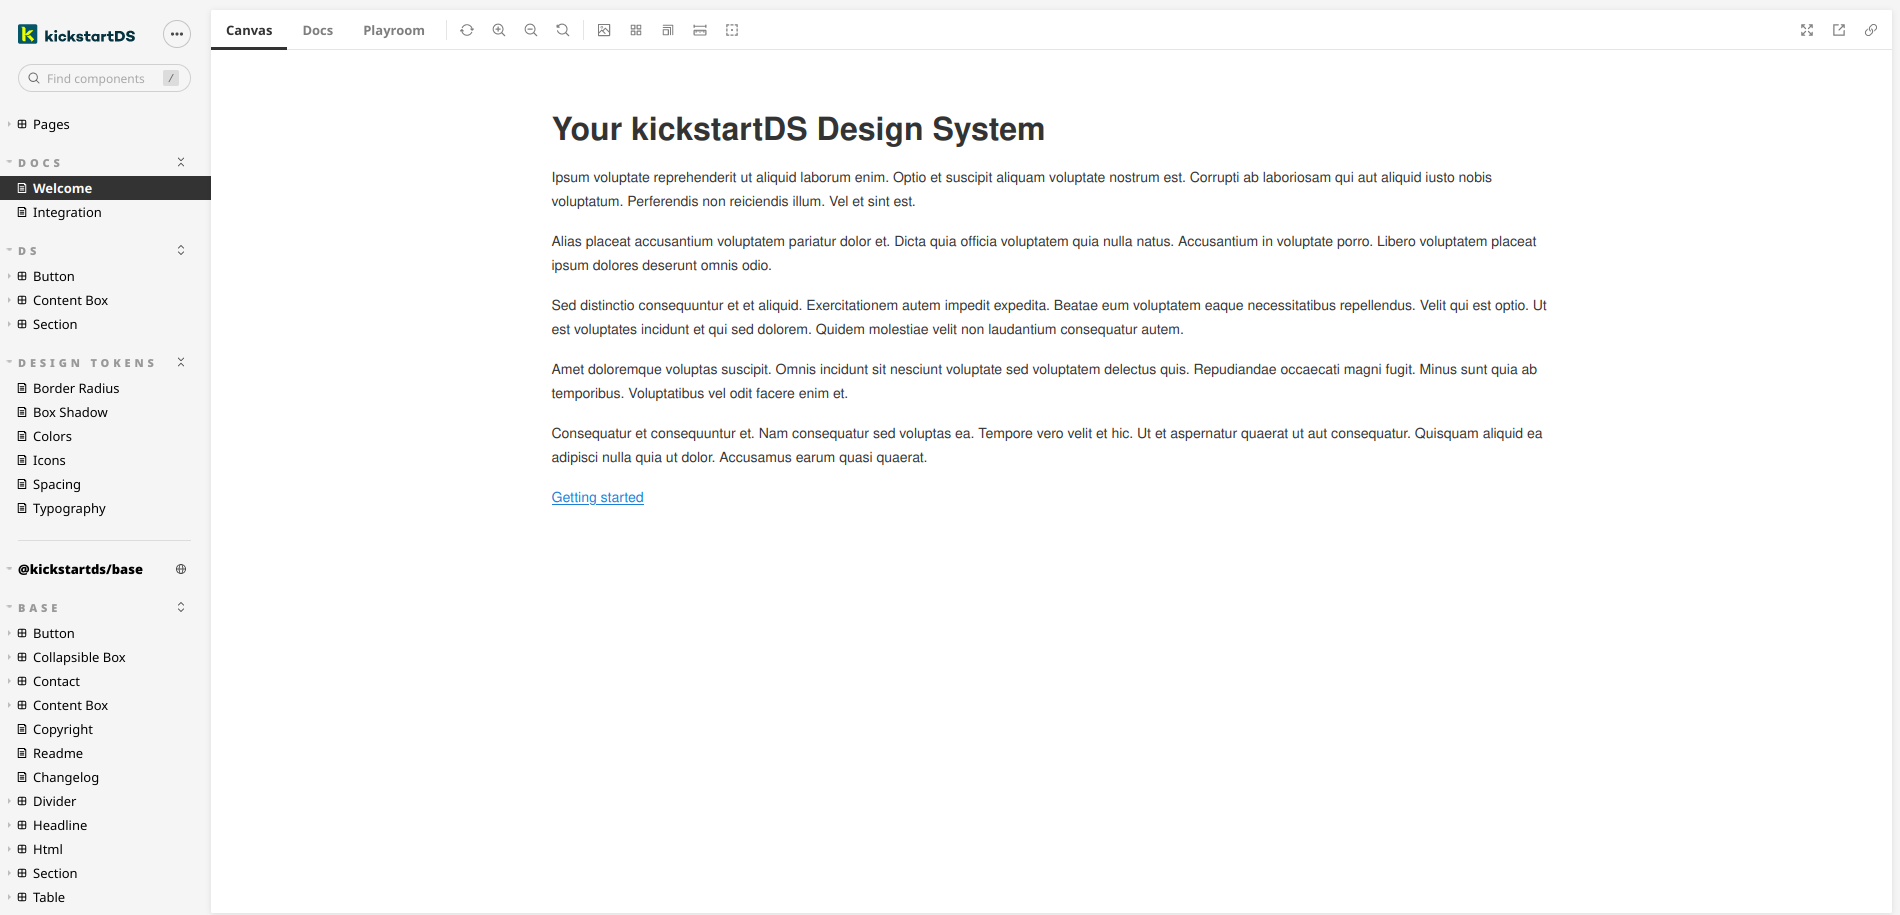 kickstartDS
Find components
/
Pages
DOCS
Welcome
Integration
DS
Button
Content Box
Section
DESIGN TOKENS
Border Radius
Box Shadow
Colors
Icons
Spacing
Typography
@kickstartds/base
BASE
Button
Collapsible Box
Contact
Content Box
Copyright
Readme
Changelog
Divider
Headline
Html
Section
Table
Canvas
Docs
Playroom
Your kickstartDS Design System
Ipsum voluptate reprehenderit ut aliquid laborum enim. Optio et suscipit aliquam voluptate nostrum est. Corrupti ab laboriosam qui aut aliquid iusto nobis
voluptatum. Perferendis non reiciendis illum. Vel et sint est.
Alias placeat accusantium voluptatem pariatur dolor et. Dicta quia officia voluptatem quia nulla natus. Accusantium in voluptate porro. Libero voluptatem placeat
ipsum dolores deserunt omnis odio.
Sed distinctio consequuntur et et aliquid. Exercitationem autem impedit expedita. Beatae eum voluptatem eaque necessitatibus repellendus. Velit qui est optio. Ut
est voluptates incidunt et qui sed dolorem. Quidem molestiae velit non laudantium consequatur autem.
Amet doloremque voluptas suscipit. Omnis incidunt sit nesciunt voluptate sed voluptatem delectus quis. Repudiandae occaecati magni fugit. Minus sunt quia ab
temporibus. Voluptatibus vel odit facere enim et.
Consequatur et consequuntur et. Nam consequatur sed voluptas ea. Tempore vero velit et hic. Ut et aspernatur quaerat ut aut consequatur. Quisquam aliquid ea
adipisci nulla quia ut dolor. Accusamus earum quasi quaerat.
Getting started